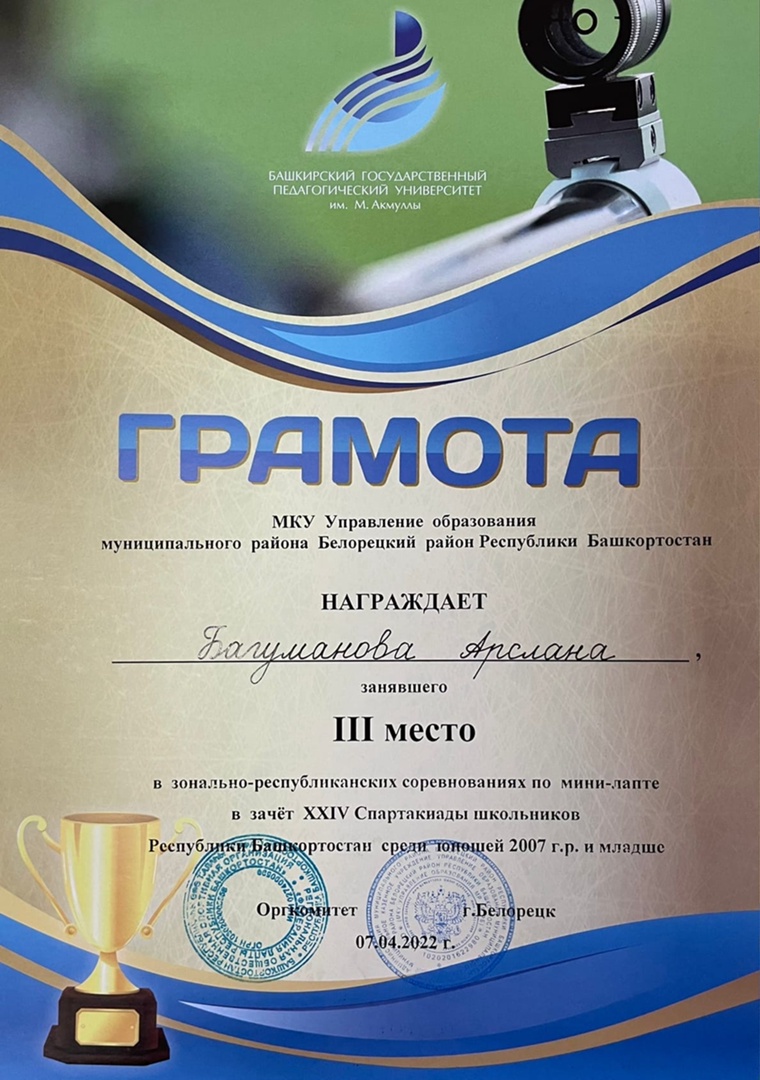 БАШКИРСКИЙ ГОСУДАРСТВЕННЫЙ
ПЕДАГОГИЧЕСКИЙ УНИВЕРСИТЕТ
им. М. Акмуллы
ГРАМОТА
МКУ Управление образования
муниципального района Белорецкий район Республики Башкортостан
НАГРАЖДАЕТ
Багуманова Арслана,
занявшего
III место
в зонально-республиканских соревнованиях по мини-лапте
в зачёт XXIV Спартакиады школьников
Республики Башкортостан среди юношей 2007 г.р. и младше
Оргкомитет г.Белорецк
07.04.2022 г.